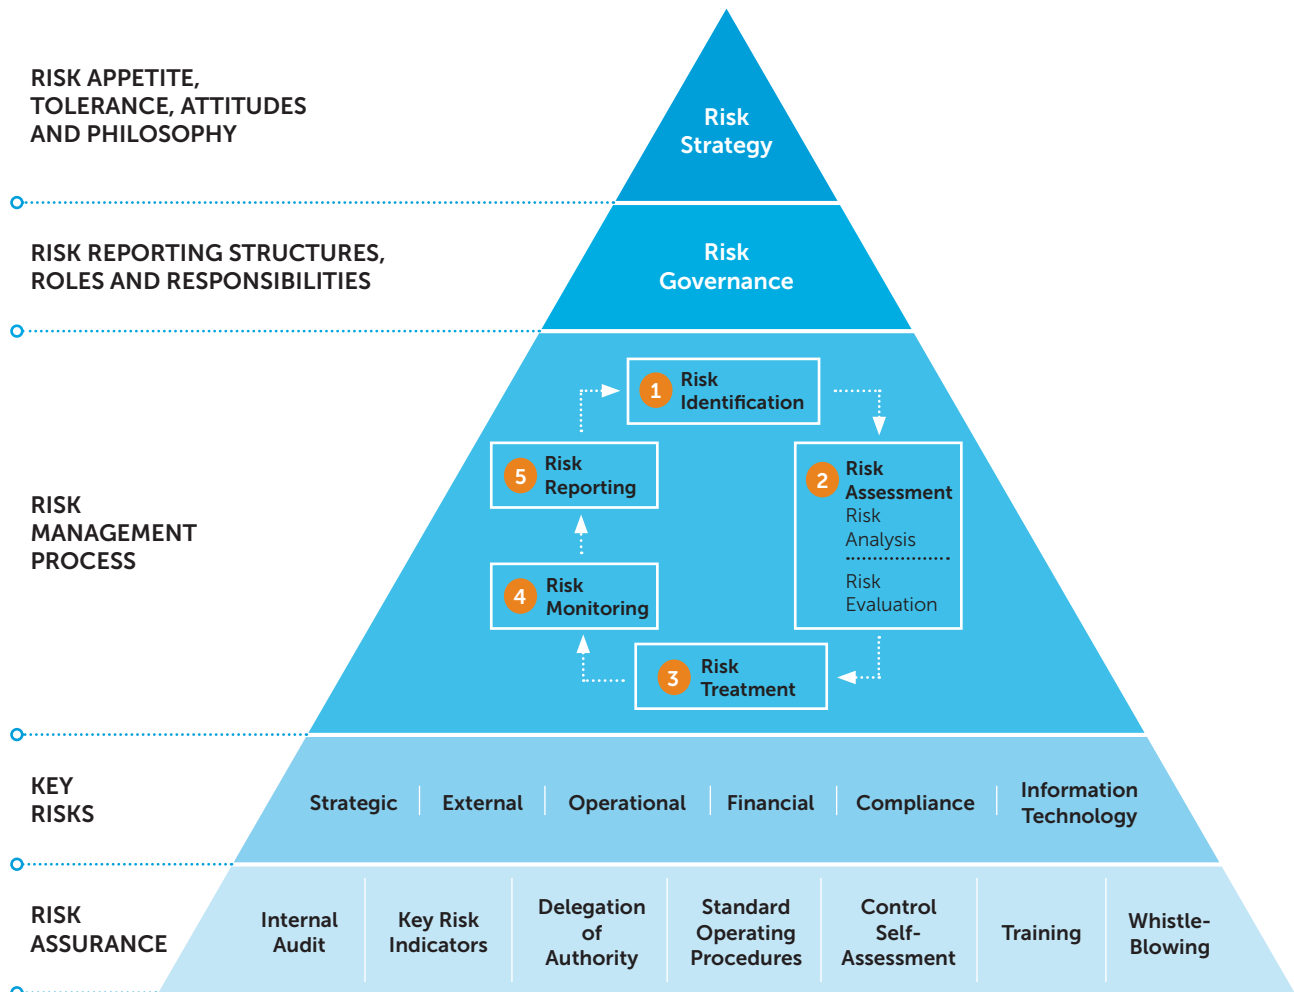 RISK APPETITE,
TOLERANCE, ATTITUDES
AND PHILOSOPHY
Risk
Strategy
RISK REPORTING STRUCTURES,
ROLES AND RESPONSIBILITIES
Risk
Governance
RISK
MANAGEMENT
PROCESS
1
Risk
Identification
2
Risk
Assessment
Risk
Analysis
Risk
Evaluation
3
Risk
Treatment
4
Risk
Monitoring
5
Risk
Reporting
KEY
RISKS
Strategic
External
Operational
Financial
Compliance
Information
Technology
RISK
ASSURANCE
Internal
Audit
Key Risk
Indicators
Delegation
of
Authority
Standard
Operating
Procedures
Control
Self-
Assessment
Training
Whistle-
Blowing